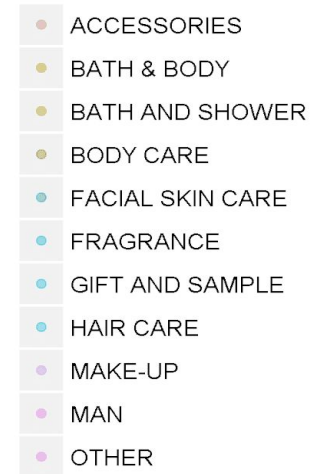 ACCESSORIES
BATH & BODY
BATH AND SHOWER
BODY CARE
FACIAL SKIN CARE
FRAGRANCE
GIFT AND SAMPLE
HAIR CARE
MAKE-UP
MAN
OTHER